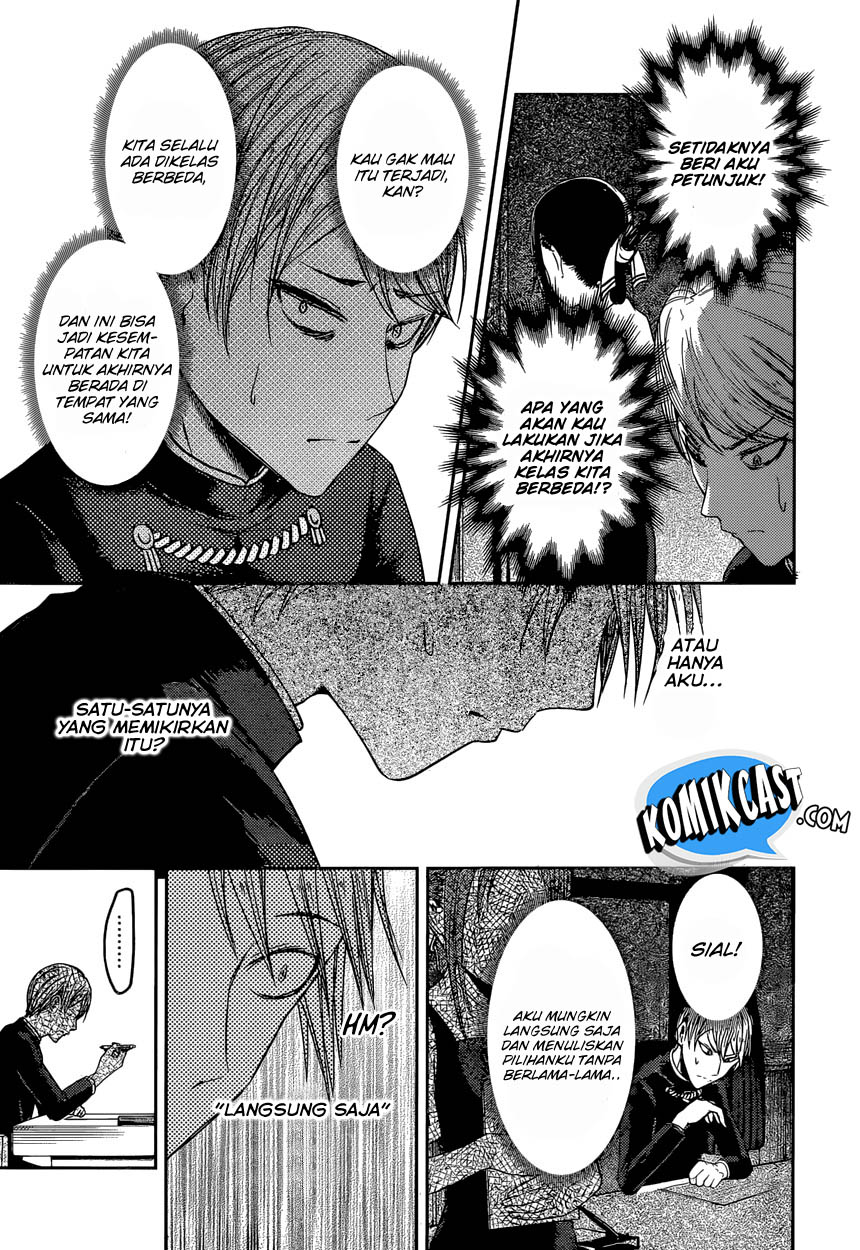 SETIDAKNYA
BERI AKU
PETUNJUK!
APA YANG
AKAN KAU
LAKUKAN JIKA
AKHIRNYA
KELAS KITA
BERBEDA!?
KAU GAK MAU
ITU TERJADI,
KAN?
KITA SELALU
ADA DIKELAS
BERBEDA,
DAN INI BISA
JADI KESEM-
PATAN KITA
UNTUK AKHIRNYA
BERADA DI
TEMPAT YANG
SAMA!
ATAU
HANYA
AKU...
SATU-SATUNYA
YANG MEMIKIRKAN
ITU?
KOMIKCAST
.COM
SIAL!
AKU MUNGKIN
LANGSUNG SAJA
DAN MENULISKAN
PILIHANKU TANPA
BERLAMA-LAMA..
HM?
"LANGSUNG SAJA"
........